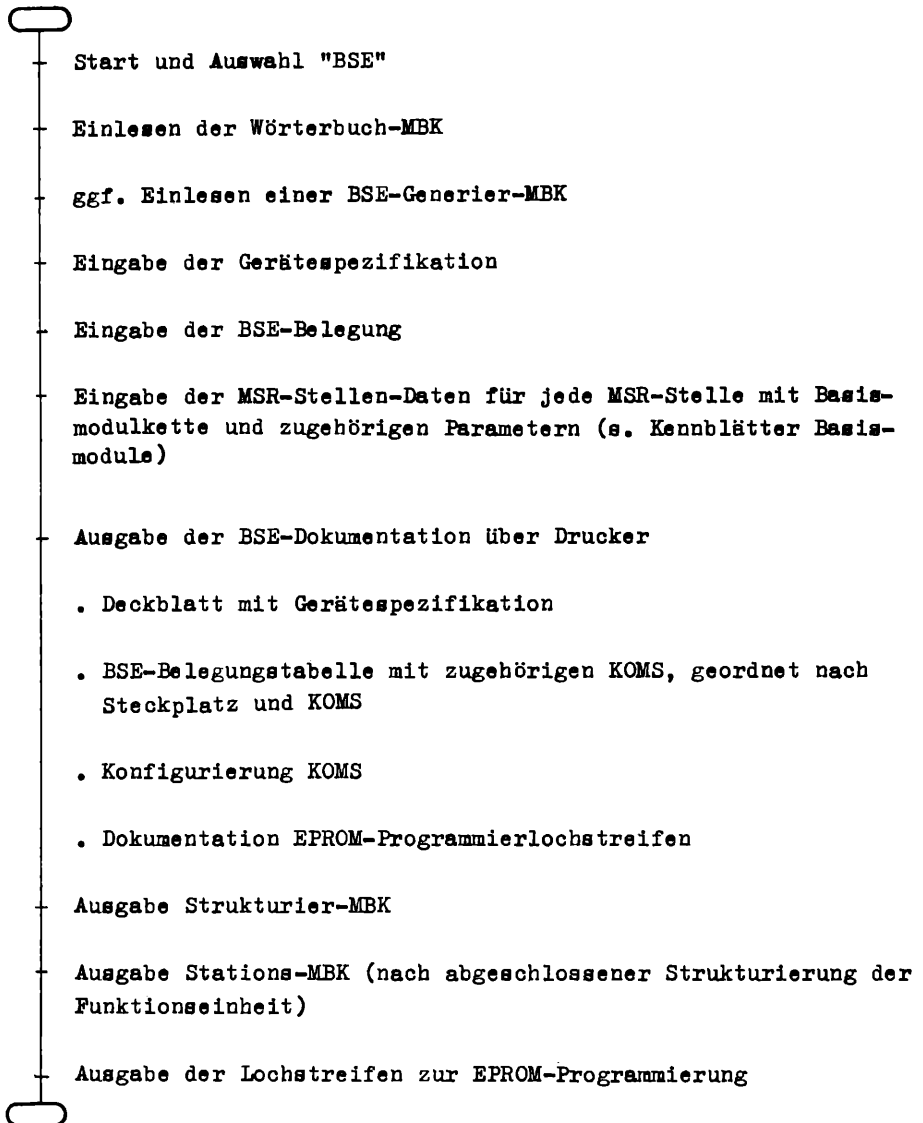 Start und Auswahl "BSE"
Einlesen der Wörterbuch-MBK
ggf. Einlesen einer BSE-Generier-MBK
Eingabe der Gerätespezifikation
Eingabe der BSE-Belegung
Eingabe der MSR-Stellen-Daten für jede MSR-Stelle mit Basis-
modulkette und zugehörigen Parametern (s. Kennblätter Basis-
module)
Ausgabe der BSE-Dokumentation über Drucker
. Deckblatt mit Gerätespezifikation
. BSE-Belegungstabelle mit zugehörigen KOMS, geordnet nach
Steckplatz und KOMS
. Konfigurierung KOMS
. Dokumentation EPROM-Programmierlochstreifen
Ausgabe Strukturier-MBK
Ausgabe Stations-MBK (nach abgeschlossener Strukturierung der
Funktionseinheit)
Ausgabe der Lochstreifen zur EPROM-Programmierung